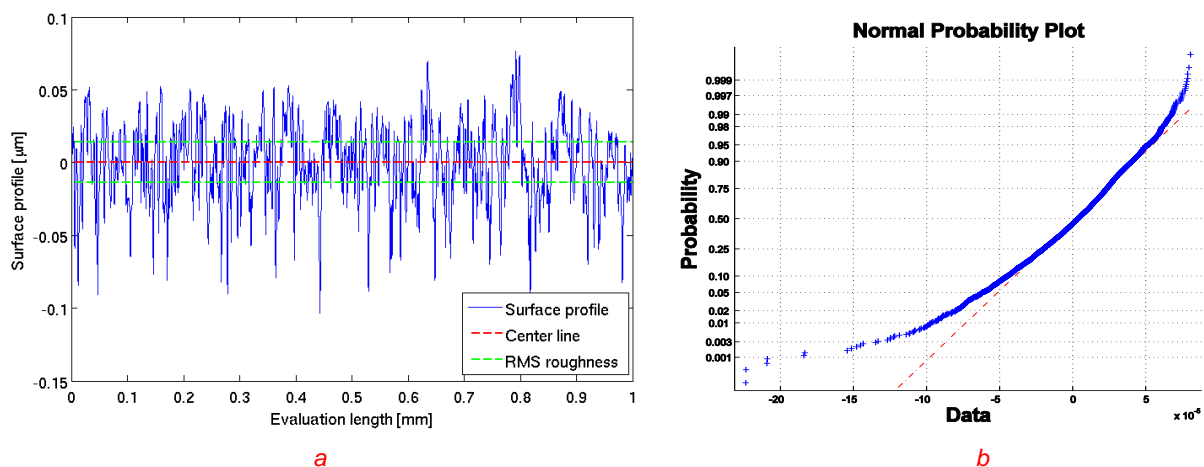 0.1
0.05
0
-0.05
-0.1
-0.15
Surface profile [µm]
Surface profile
Center line
RMS roughness
0 0.1 0.2 0.3 0.4 0.5 0.6 0.7 0.8 0.9 1
Evaluation length [mm]
a
Normal Probability Plot
0.999
0.997
0.99
0.98
0.95
0.90
0.75
0.50
0.25
0.10
0.05
0.02
0.01
0.003
0.001
Probability
-20 -15 -10 -5 0 5
Data
b